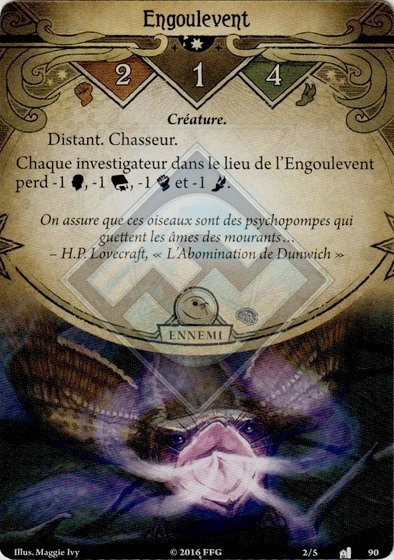 Engoulevent
2 1 4
Créature.
Distant. Chasseur.
Chaque investigateur dans le lieu de l'Engoulevent
perd -1 , -1 , -1 et -1 .
On assure que ces oiseaux sont des psychopompes qui
guettent les âmes des mourants…
– H.P. Lovecraft, « L'Abomination de Dunwich »
ENNEMI
Illus. Maggie Ivy © 2016 FFG 2/5 90